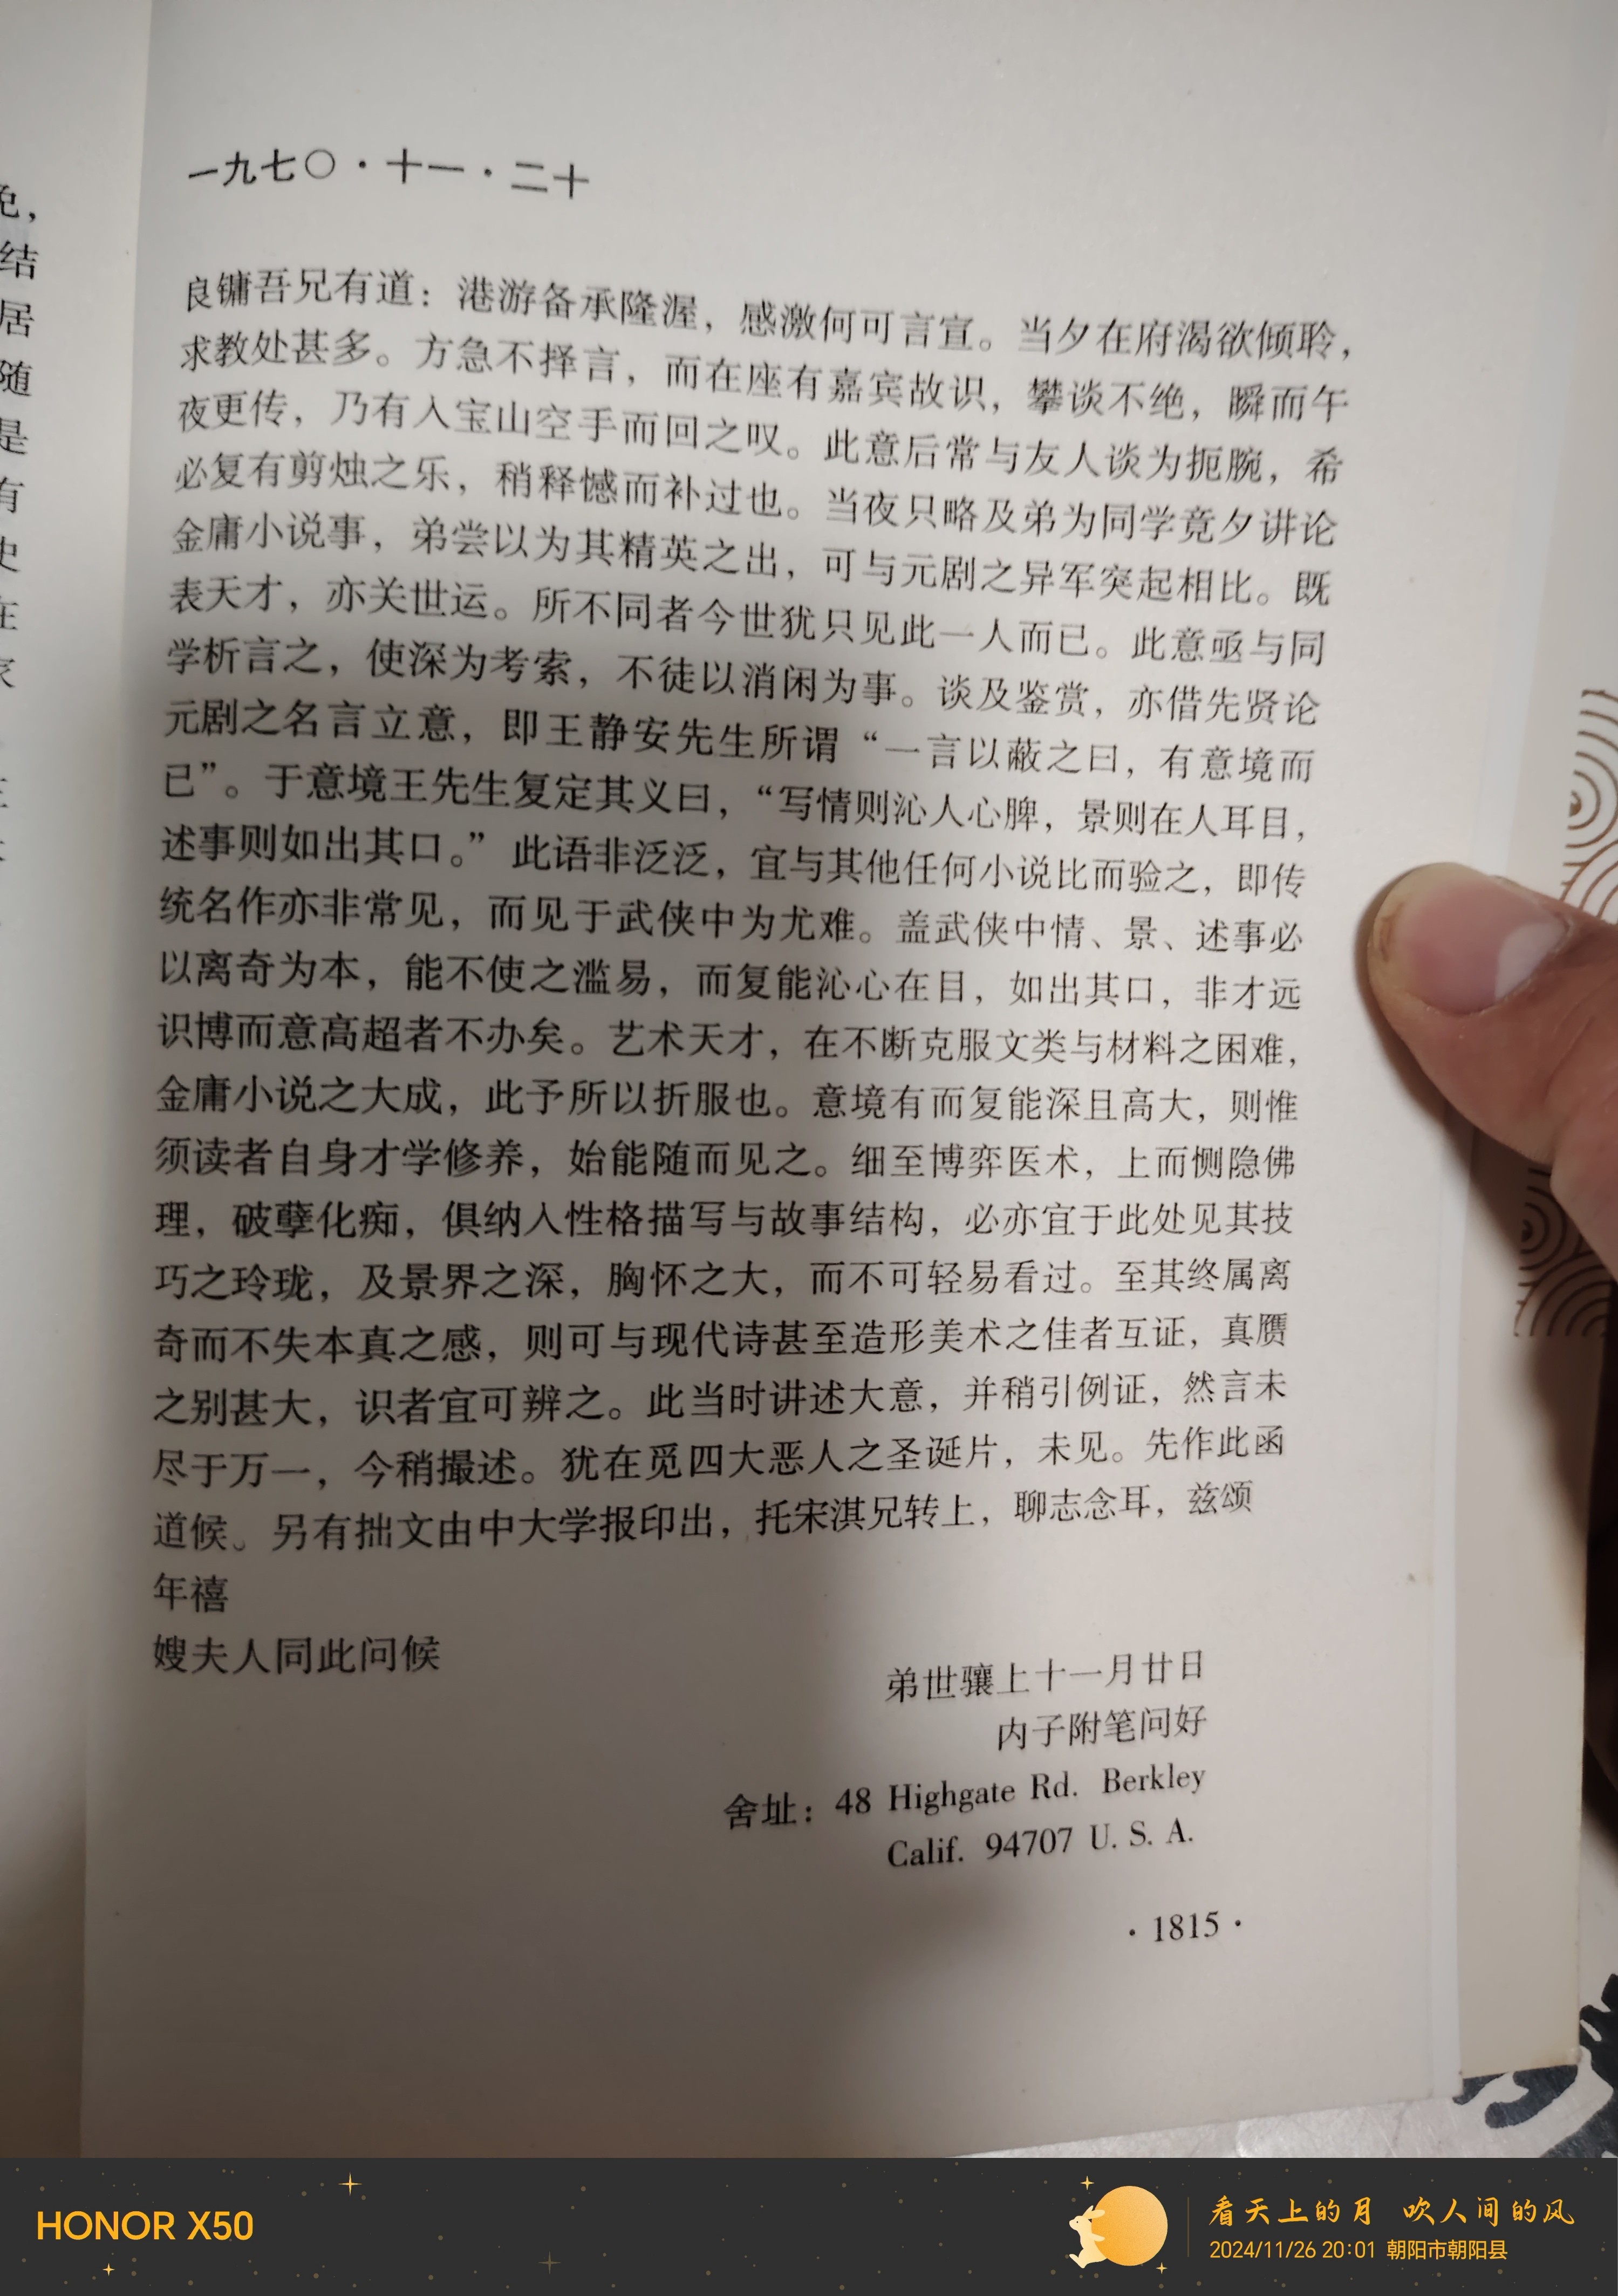 一九七〇·十一·二十
良镛吾兄有道：港游备承隆渥，感激何可言宣。当夕在府渴欲倾聆，
求教处甚多。方急不择言，而在座有嘉宾故识，攀谈不绝，瞬而午
夜更传，乃有入宝山空手而回之叹。此意后常与友人谈为扼腕，希
必复有剪烛之乐，稍释憾而补过也。当夜只略及弟为同学竟夕讲论
金庸小说事，弟尝以为其精英之出，可与元剧之异军突起相比。既
表天才，亦关世运。所不同者今世犹只见此一人而已。此意亟与同
学析言之，使深为考索，不徒以消闲为事。谈及鉴赏，亦借先贤论
元剧之名言立意，即王静安先生所谓“一言以蔽之曰，有意境而
已”。于意境王先生复定其义曰，“写情则沁人心脾，景则在人耳目，
述事则如出其口。”此语非泛泛，宜与其他任何小说比而验之，即传
统名作亦非常见，而见于武侠中为尤难。盖武侠中情、景、述事必
以离奇为本，能不使之滥易，而复能沁心在目，如出其口，非才远
识博而意高超者不办矣。艺术天才，在不断克服文类与材料之困难，
金庸小说之大成，此予所以折服也。意境有而复能深且高大，则惟
须读者自身才学修养，始能随而见之。细至博弈医术，上而恻隐佛
理，破孽化痴，俱纳入性格描写与故事结构，必亦宜于此处见其技
巧之玲珑，及景界之深，胸怀之大，而不可轻易看过。至其终属离
奇而不失本真之感，则可与现代诗甚至造形美术之佳者互证，真赝
之别甚大，识者宜可辨之。此当时讲述大意，并稍引例证，然言未
尽于万一，今稍撮述。犹在觅四大恶人之圣诞片，未见。先作此函
道候。另有拙文由中大学报印出，托宋淇兄转上，聊志念耳，兹颂
年禧
嫂夫人同此问候
弟世骧上十一月廿日
内子附笔问好
舍址：48 Highgate Rd. Berkley
Calif. 94707 U. S. A.
·1815·
免，
结
居
随
是
有
史
在
HONOR X50
看天上的月 吹人间的风
2024/11/26 20:01 朝阳市朝阳县